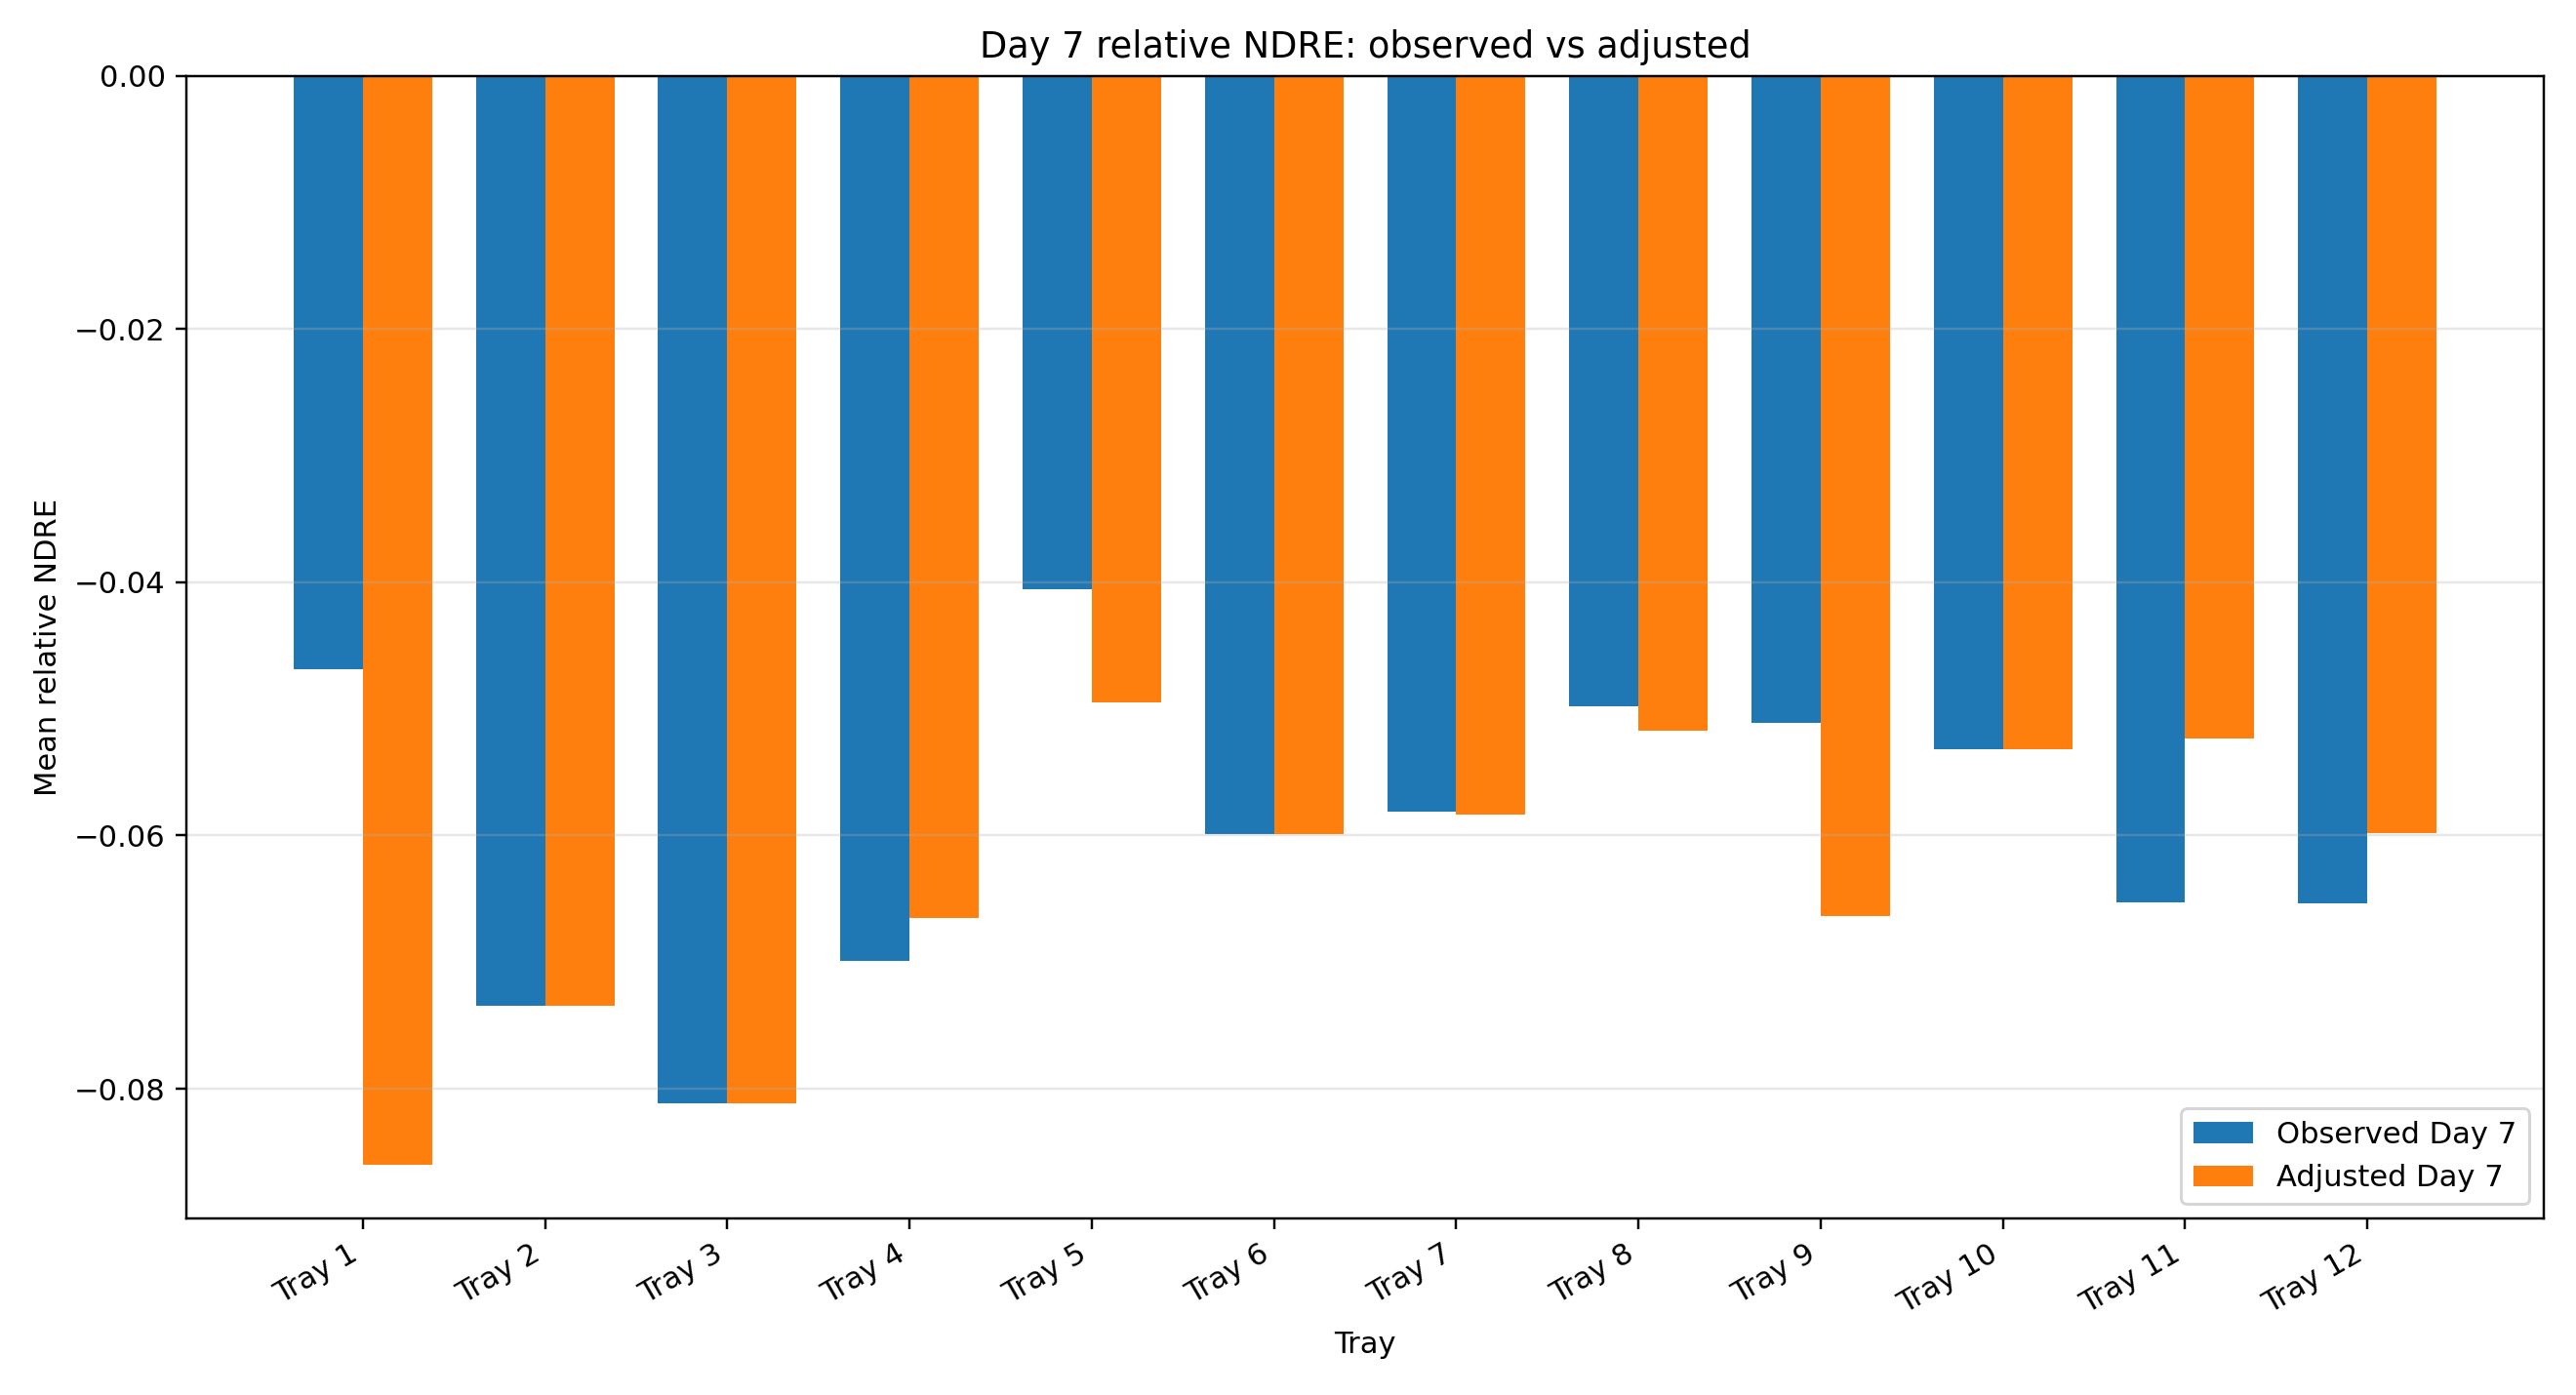 Day 7 relative NDRE: observed vs adjusted
0.00
−0.02
−0.04
−0.06
−0.08
Mean relative NDRE
Observed Day 7
Adjusted Day 7
Tray 1
Tray 2
Tray 3
Tray 4
Tray 5
Tray 6
Tray 7
Tray 8
Tray 9
Tray 10
Tray 11
Tray 12
Tray